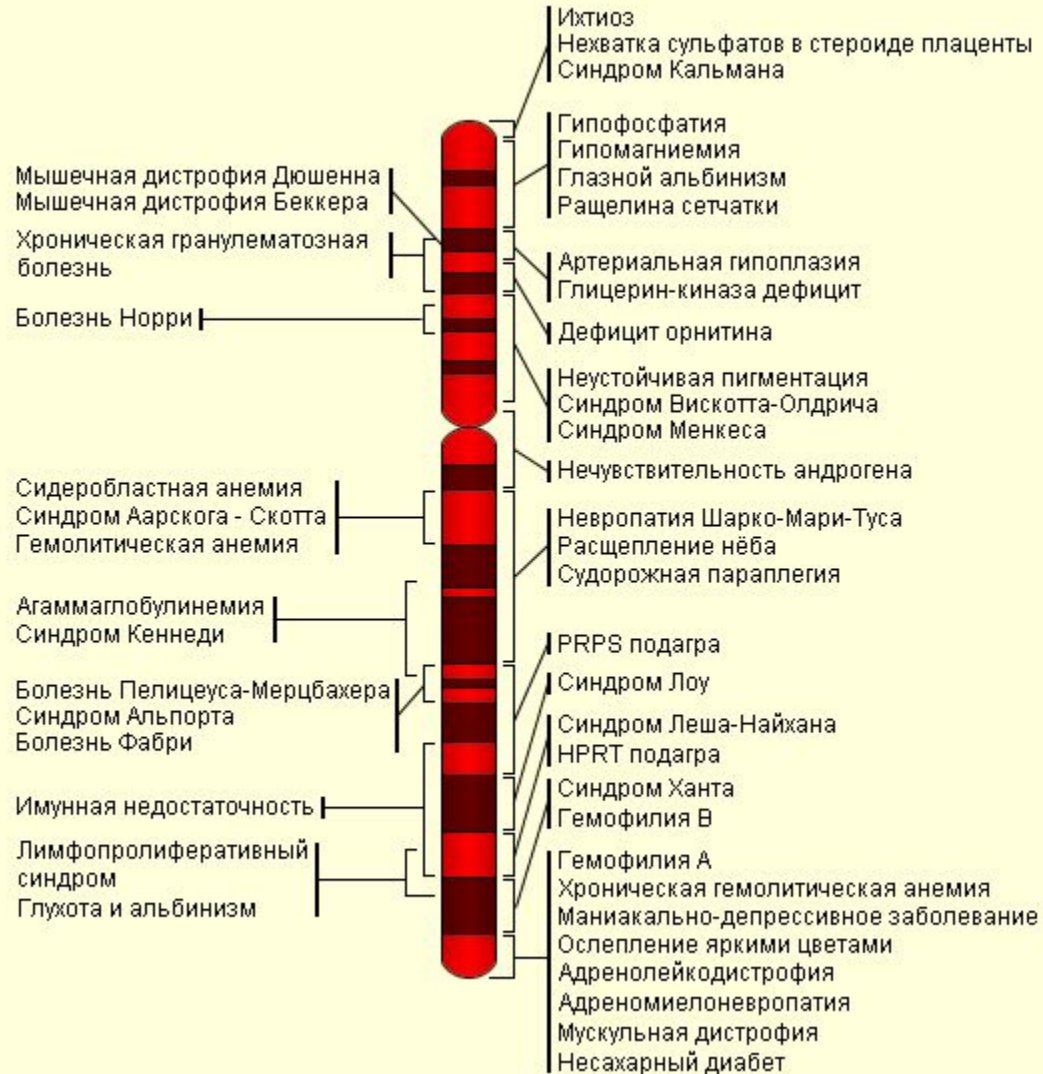 Ихтиоз
Нехватка сульфатов в стероиде плаценты
Синдром Кальмана
Гипофосфатия
Гипомагниемия
Глазной альбинизм
Ращелина сетчатки
Мышечная дистрофия Дюшенна
Мышечная дистрофия Беккера
Хроническая гранулематозная
болезнь
Артериальная гипоплазия
Глицерин-киназа дефицит
Болезнь Норри
Дефицит орнитина
Неустойчивая пигментация
Синдром Вискотта-Олдрича
Синдром Менкеса
Нечувствительность андрогена
Сидеробластная анемия
Синдром Аарскога - Скотта
Гемолитическая анемия
Невропатия Шарко-Мари-Туса
Расщепление нёба
Судорожная параплегия
Агаммаглобулинемия
Синдром Кеннеди
PRPS подагра
Болезнь Пелицеуса-Мерцбахера
Синдром Альпорта
Болезнь Фабри
Синдром Лоу
Синдром Леша-Найхана
HPRT подагра
Имунная недостаточность
Синдром Ханта
Гемофилия B
Лимфопролиферативный
синдром
Глухота и альбинизм
Гемофилия A
Хроническая гемолитическая анемия
Маниакально-депрессивное заболевание
Ослепление яркими цветами
Адренолейкодистрофия
Адреномиелоневропатия
Мускульная дистрофия
Несахарный диабет